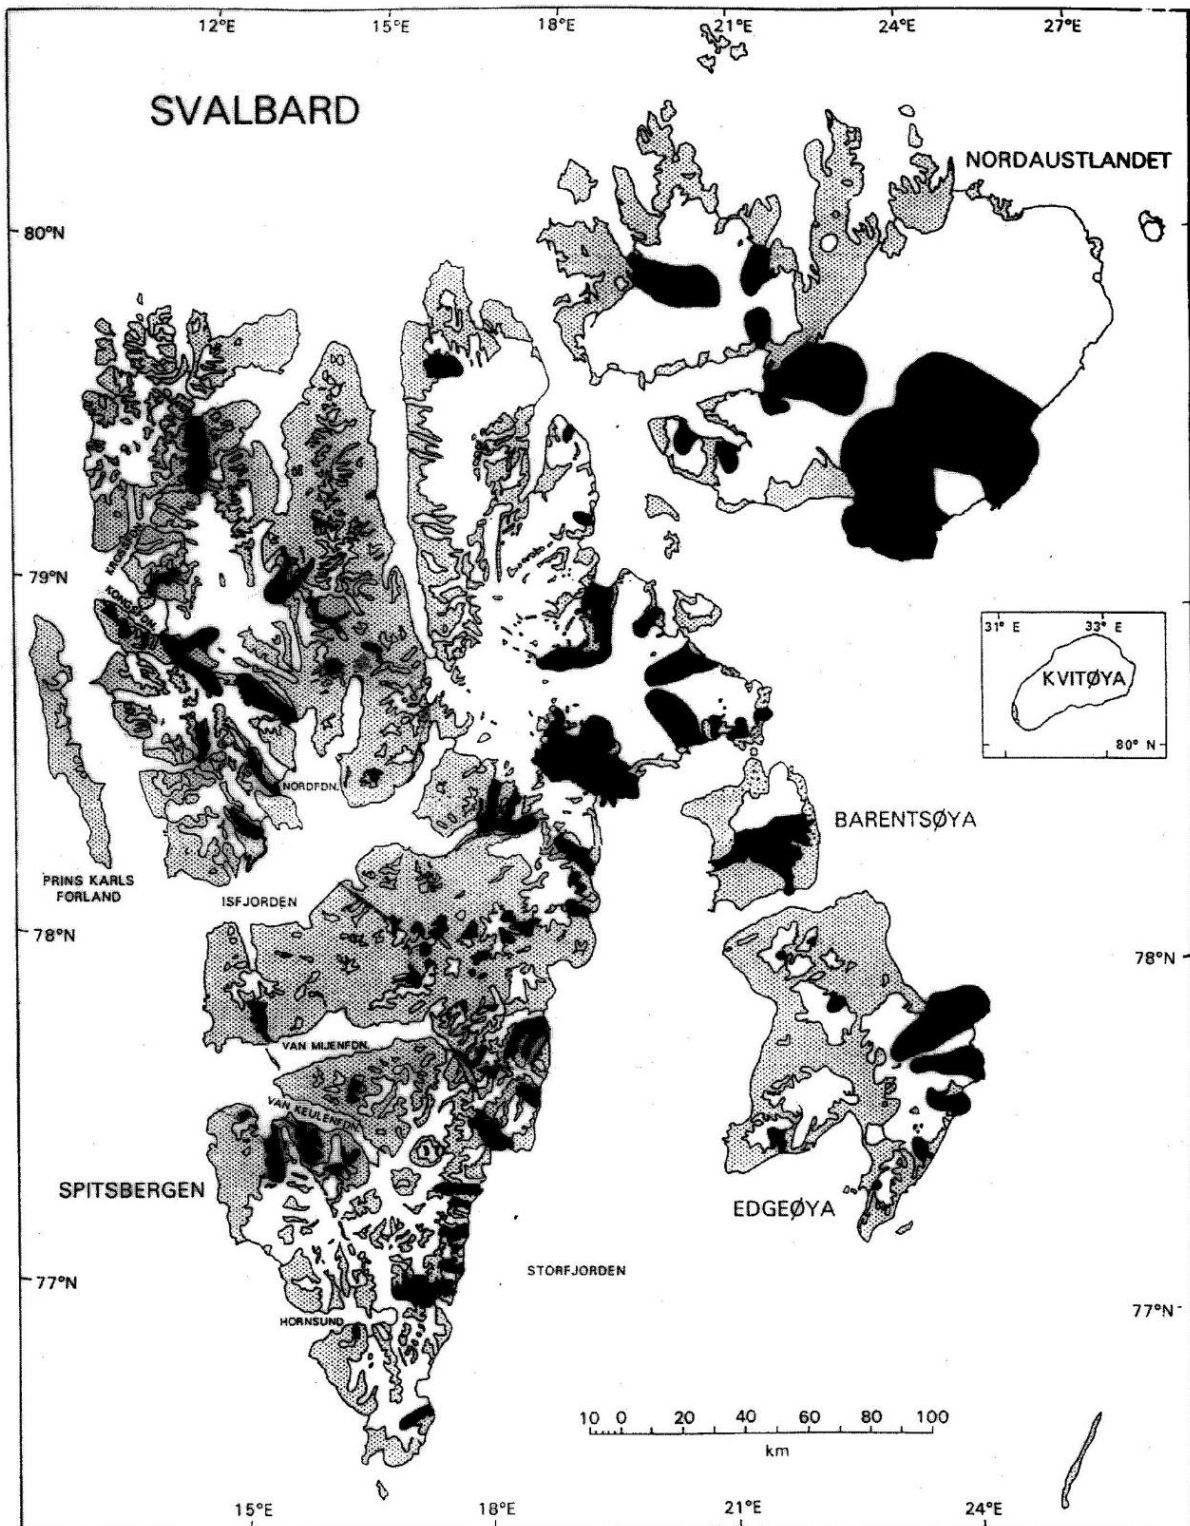 12°E 15°E 18°E 21°E 24°E 27°E
SVALBARD
NORDAUSTLANDET
80°N
79°N
KROSSFDN.
KONGSFDN.
31° E 33° E
KVITØYA
80° N
NORDFDN.
BARENTSØYA
PRINS KARLS
FORLAND
ISFJORDEN
78°N 78°N
VAN MIJENFDN.
VAN KEULENFDN.
SPITSBERGEN
EDGEØYA
STORFJORDEN
77°N 77°N
HORNSUND
10 0 20 40 60 80 100
km
15°E 18°E 21°E 24°E